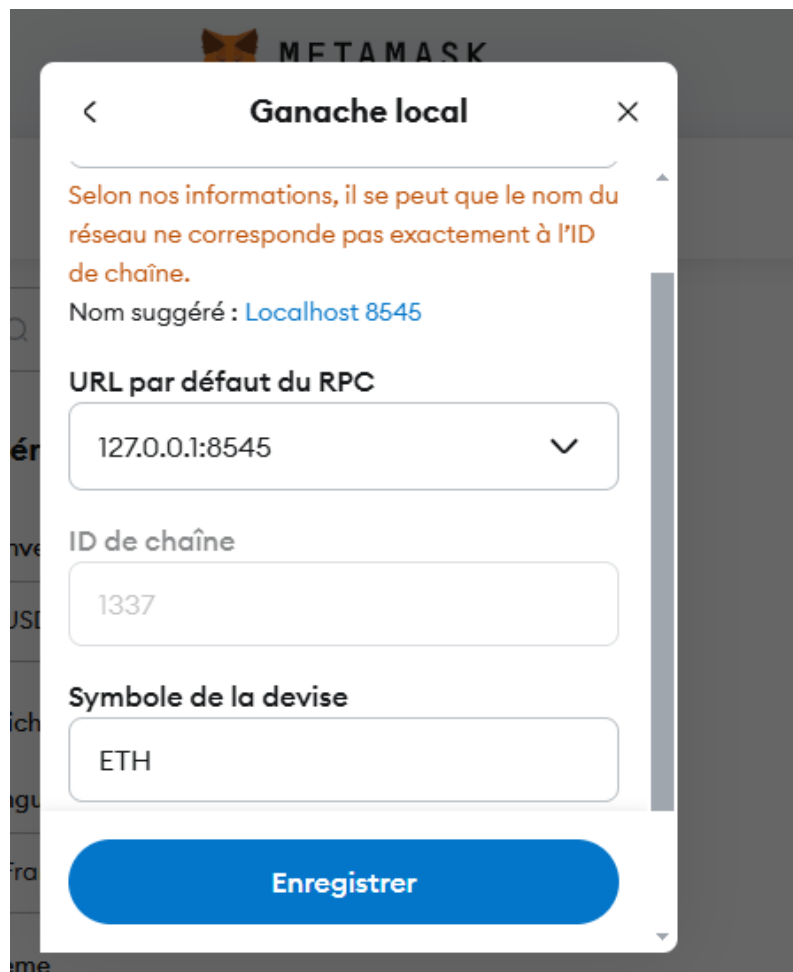 METAMASK
Ganache local
Selon nos informations, il se peut que le nom du
réseau ne corresponde pas exactement à l'ID
de chaîne.
Nom suggéré : Localhost 8545
URL par défaut du RPC
127.0.0.1:8545
ID de chaîne
1337
Symbole de la devise
ETH
Enregistrer